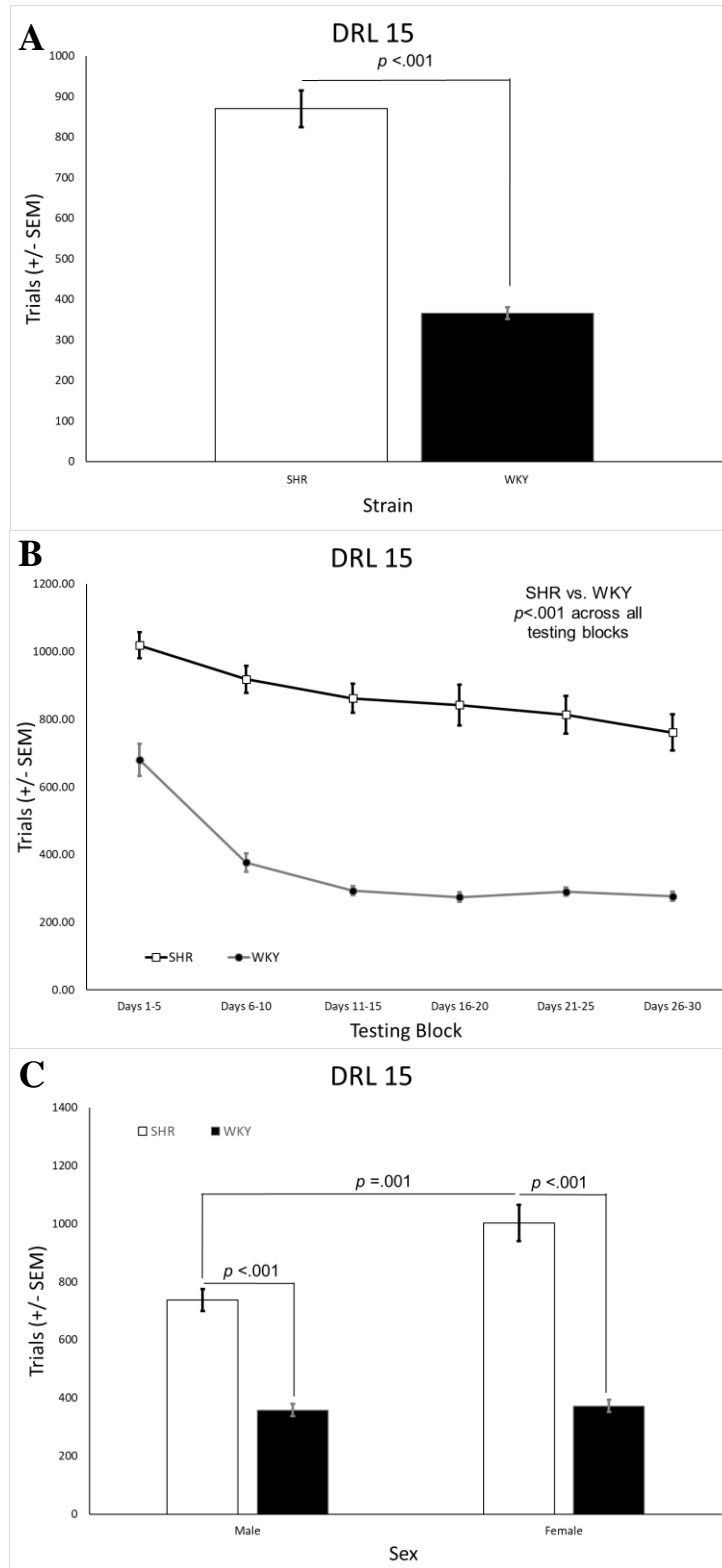 A
DRL 15
p <.001
1000
900
800
700
600
500
400
300
200
100
0
Trials (+/- SEM)
SHR WKY
Strain
B
DRL 15
1200.00
1000.00
800.00
600.00
400.00
200.00
0.00
Trials (+/- SEM)
SHR vs. WKY
p<.001 across all
testing blocks
SHR WKY
Days 1-5 Days 6-10 Days 11-15 Days 16-20 Days 21-25 Days 26-30
Testing Block
C
DRL 15
1400
1200
1000
800
600
400
200
0
Trials (+/- SEM)
SHR WKY
p =.001
p <.001
p <.001
Male Female
Sex